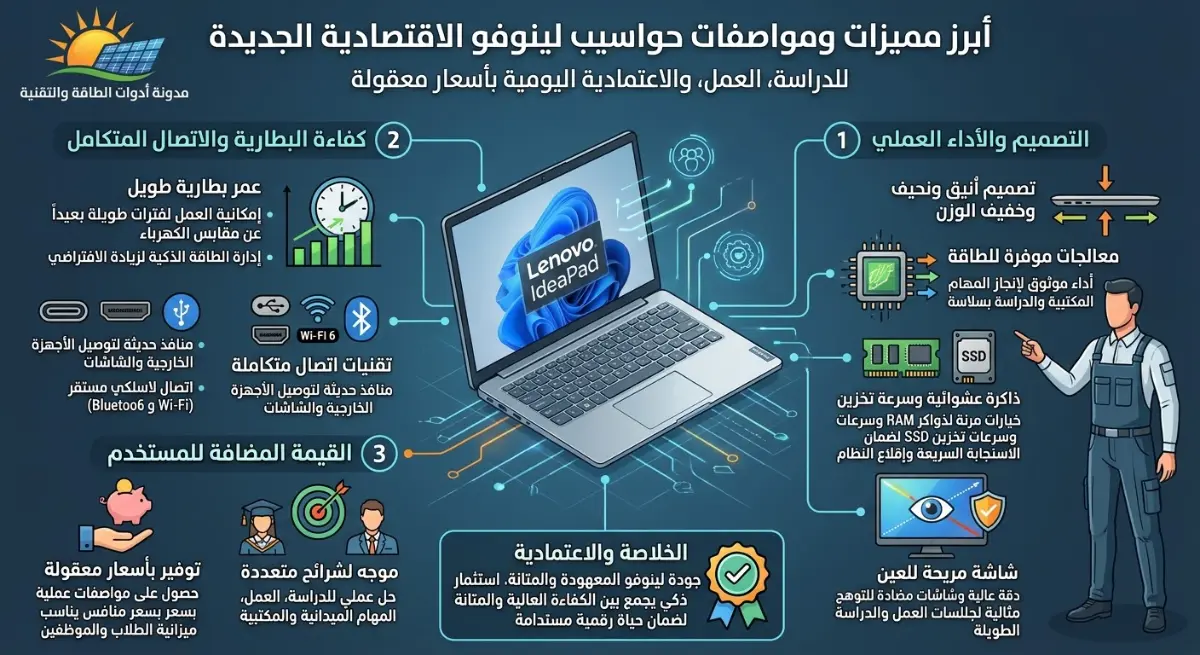 أبرز مميزات ومواصفات حواسيب لينوفو الاقتصادية الجديدة
للدراسة، العمل، والاعتمادية اليومية بأسعار معقولة
مدونة أدوات الطاقة والتقنية
1 التصميم والأداء العملي
تصميم أنيق ونحيف
وخفيف الوزن
معالجات موفرة للطاقة
أداء موثوق لإنجاز المهام
المكتبية والدراسة بسلاسة
SSD
ذاكرة عشوائية وسرعة تخزين
خيارات مرنة لذواكر RAM وسرعات
وسرعات تخزين SSD لضمان
الاستجابة السريعة وإقلاع النظام
شاشة مريحة للعين
دقة عالية وشاشات مضادة للتوهج
مثالية لجلسات العمل والدراسة
الطويلة
2 كفاءة البطارية والاتصال المتكامل
عمر بطارية طويل
• إمكانية العمل لفترات طويلة بعيداً
عن مقابس الكهرباء
• إدارة الطاقة الذكية لزيادة الافتراضي
Wi-Fi 6
تقنيات اتصال متكاملة
منافذ حديثة لتوصيل الأجهزة
الخارجية والشاشات
• منافذ حديثة لتوصيل الأجهزة
الخارجية والشاشات
• اتصال لاسلكي مستقر
(Wi-Fi و Bluetoo6)
Lenovo
IdeaPad
3 القيمة المضافة للمستخدم
موجه لشرائح متعددة
حل عملي للدراسة، العمل،
المهام الميدانية والمكتبية
توفير بأسعار معقولة
حصول على مواصفات عملية
بسعر بسعر منافس يناسب
ميزانية الطلاب والموظفين
الخلاصة والاعتمادية
جودة لينوفو المعهودة والمتانة. استثمار
ذكي يجمع بين الكفاءة العالية والمتانة
لضمان حياة رقمية مستدامة